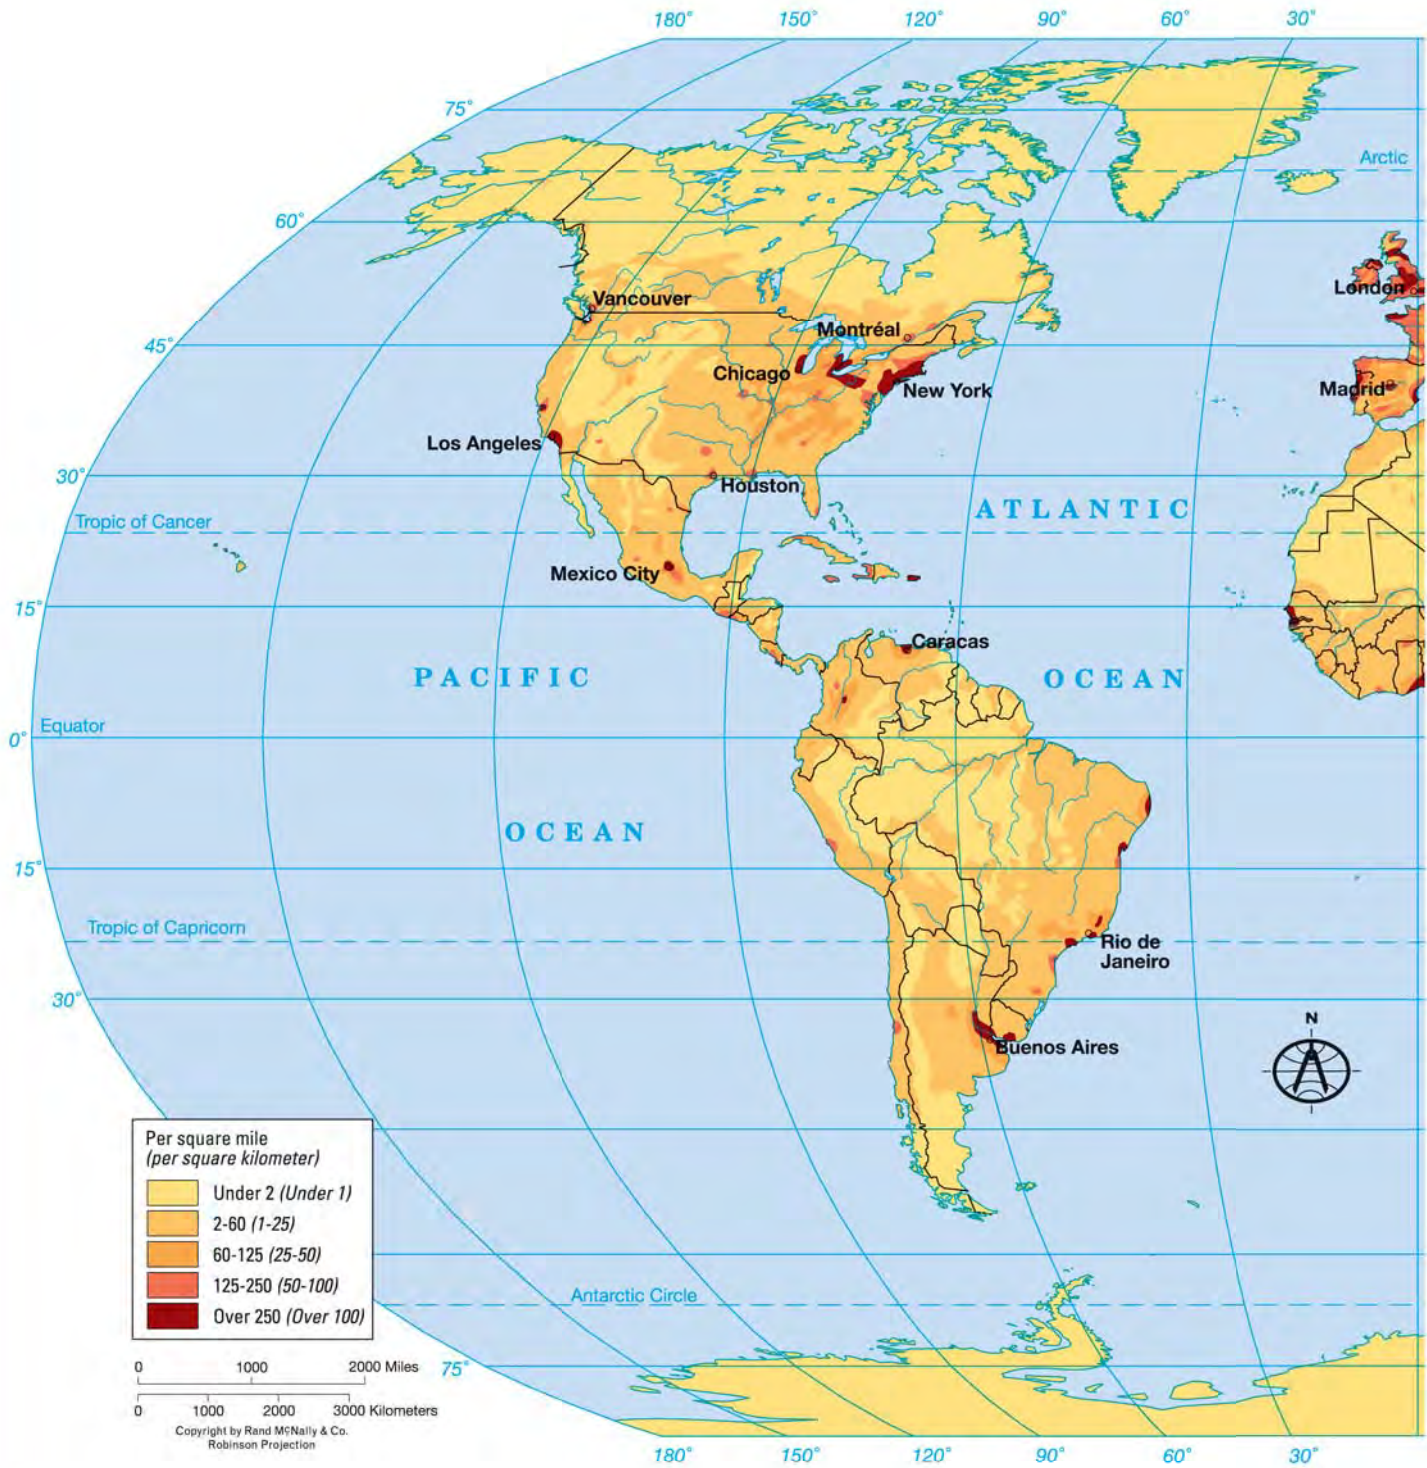 180°
150°
120°
90°
60°
30°
75°
Arctic
60°
London
Vancouver
Montréal
45°
Chicago
Madrid
New York
Los Angeles
30°
Houston
ATLANTIC
Tropic of Cancer
Mexico City
15°
Caracas
PACIFIC
OCEAN
Equator
0°
OCEAN
15°
Tropic of Capricorn
Rio de
Janeiro
30°
N
Buenos Aires
Per square mile
(per square kilometer)
Under 2 (Under 1)
2-60 (1-25)
60-125 (25-50)
125-250 (50-100)
Over 250 (Over 100)
Antarctic Circle
75°
0 1000 2000 Miles
0 1000 2000 3000 Kilometers
Copyright by Rand McNally & Co.
Robinson Projection
180°
150°
120°
90°
60°
30°